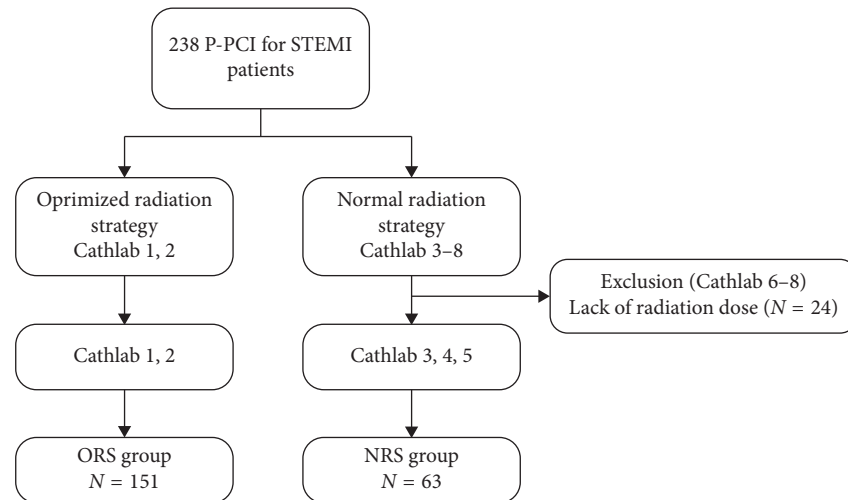 238 P-PCI for STEMI
patients
Oprimized radiation
strategy
Cathlab 1, 2
Normal radiation
strategy
Cathlab 3–8
Exclusion (Cathlab 6–8)
Lack of radiation dose (N = 24)
Cathlab 1, 2
Cathlab 3, 4, 5
ORS group
N = 151
NRS group
N = 63